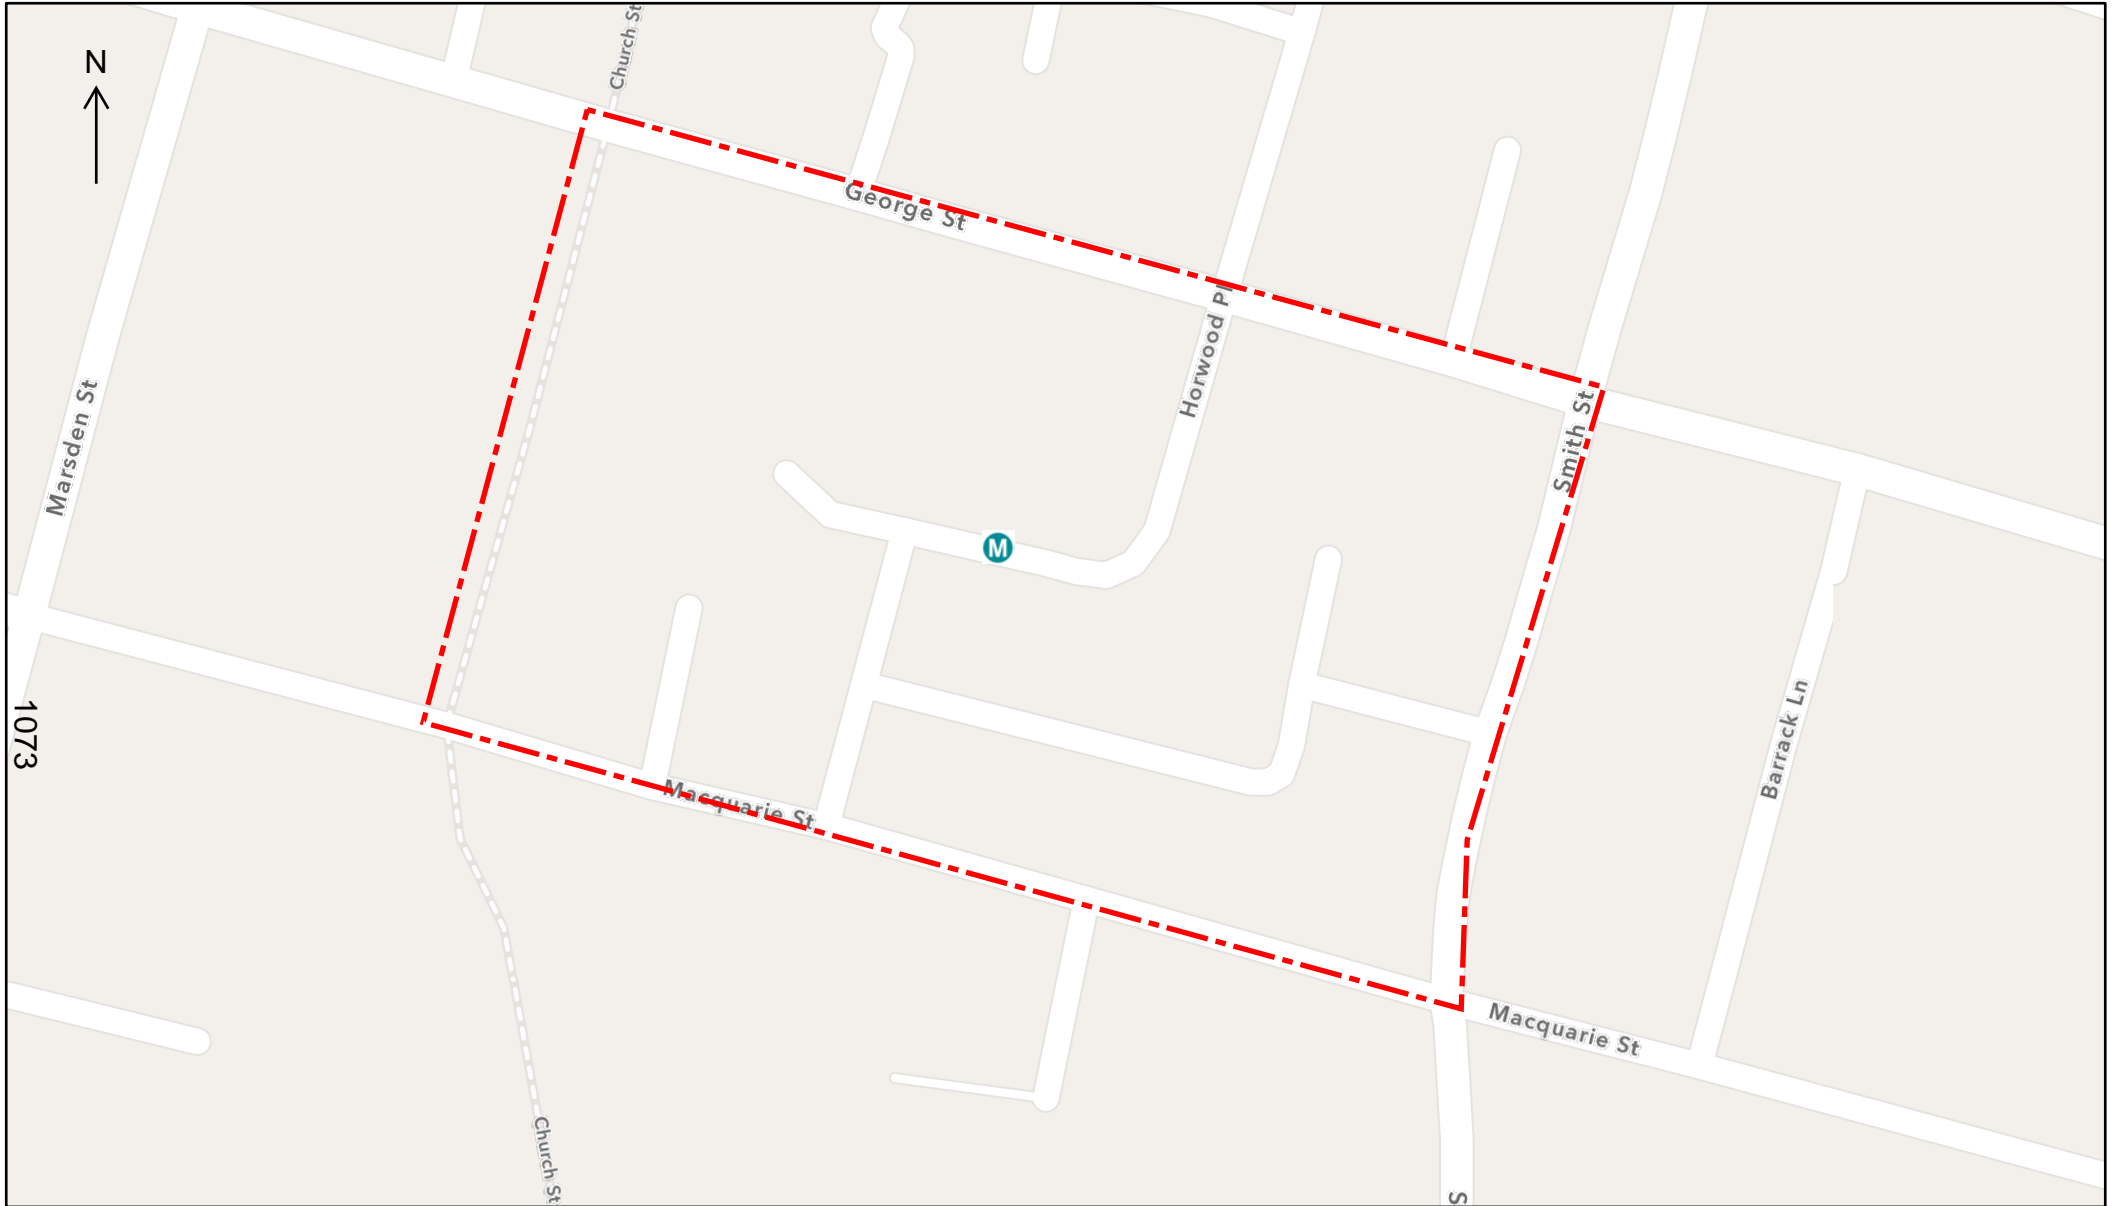 Church St
N
George St
Horwood Pl
Marsden St
Smith St
M
1073
Barrack Ln
Macquarie St
Macquarie St
Church St
S